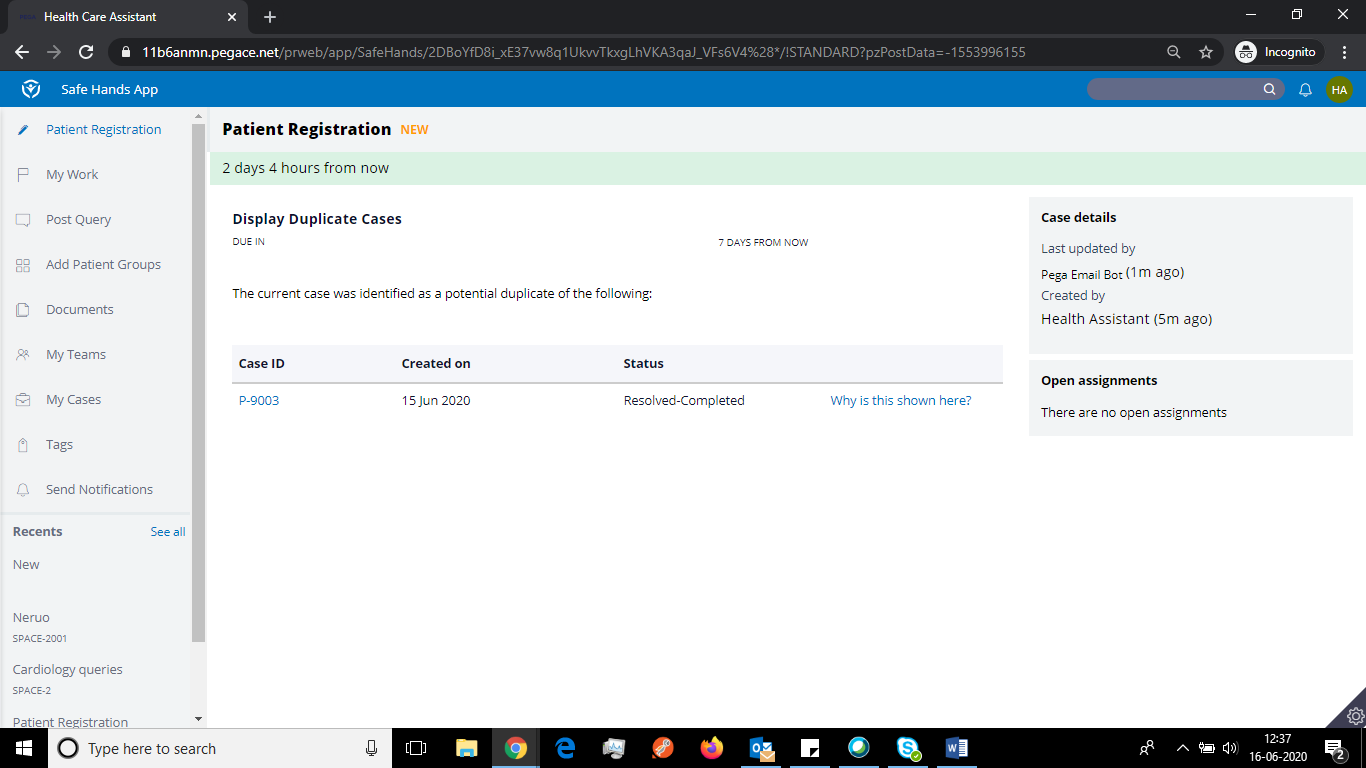 Health Care Assistant
11b6anmn.pegace.net/prweb/app/SafeHands/2DBoYfD8i_xE37vw8q1UkvvTkxgLhVKA3qaJ_VFs6V4%28*/!STANDARD?pzPostData=-1553996155
Incognito
Safe Hands App
HA
Patient Registration
My Work
Post Query
Add Patient Groups
Documents
My Teams
My Cases
Tags
Send Notifications
Recents See all
New
Neruo
SPACE-2001
Cardiology queries
SPACE-2
Patient Registration
Patient Registration NEW
2 days 4 hours from now
Display Duplicate Cases
DUE IN 7 DAYS FROM NOW
The current case was identified as a potential duplicate of the following:
Case ID Created on Status
P-9003 15 Jun 2020 Resolved-Completed Why is this shown here?
Case details
Last updated by
Pega Email Bot (1m ago)
Created by
Health Assistant (5m ago)
Open assignments
There are no open assignments
Type here to search
12:37
16-06-2020
2